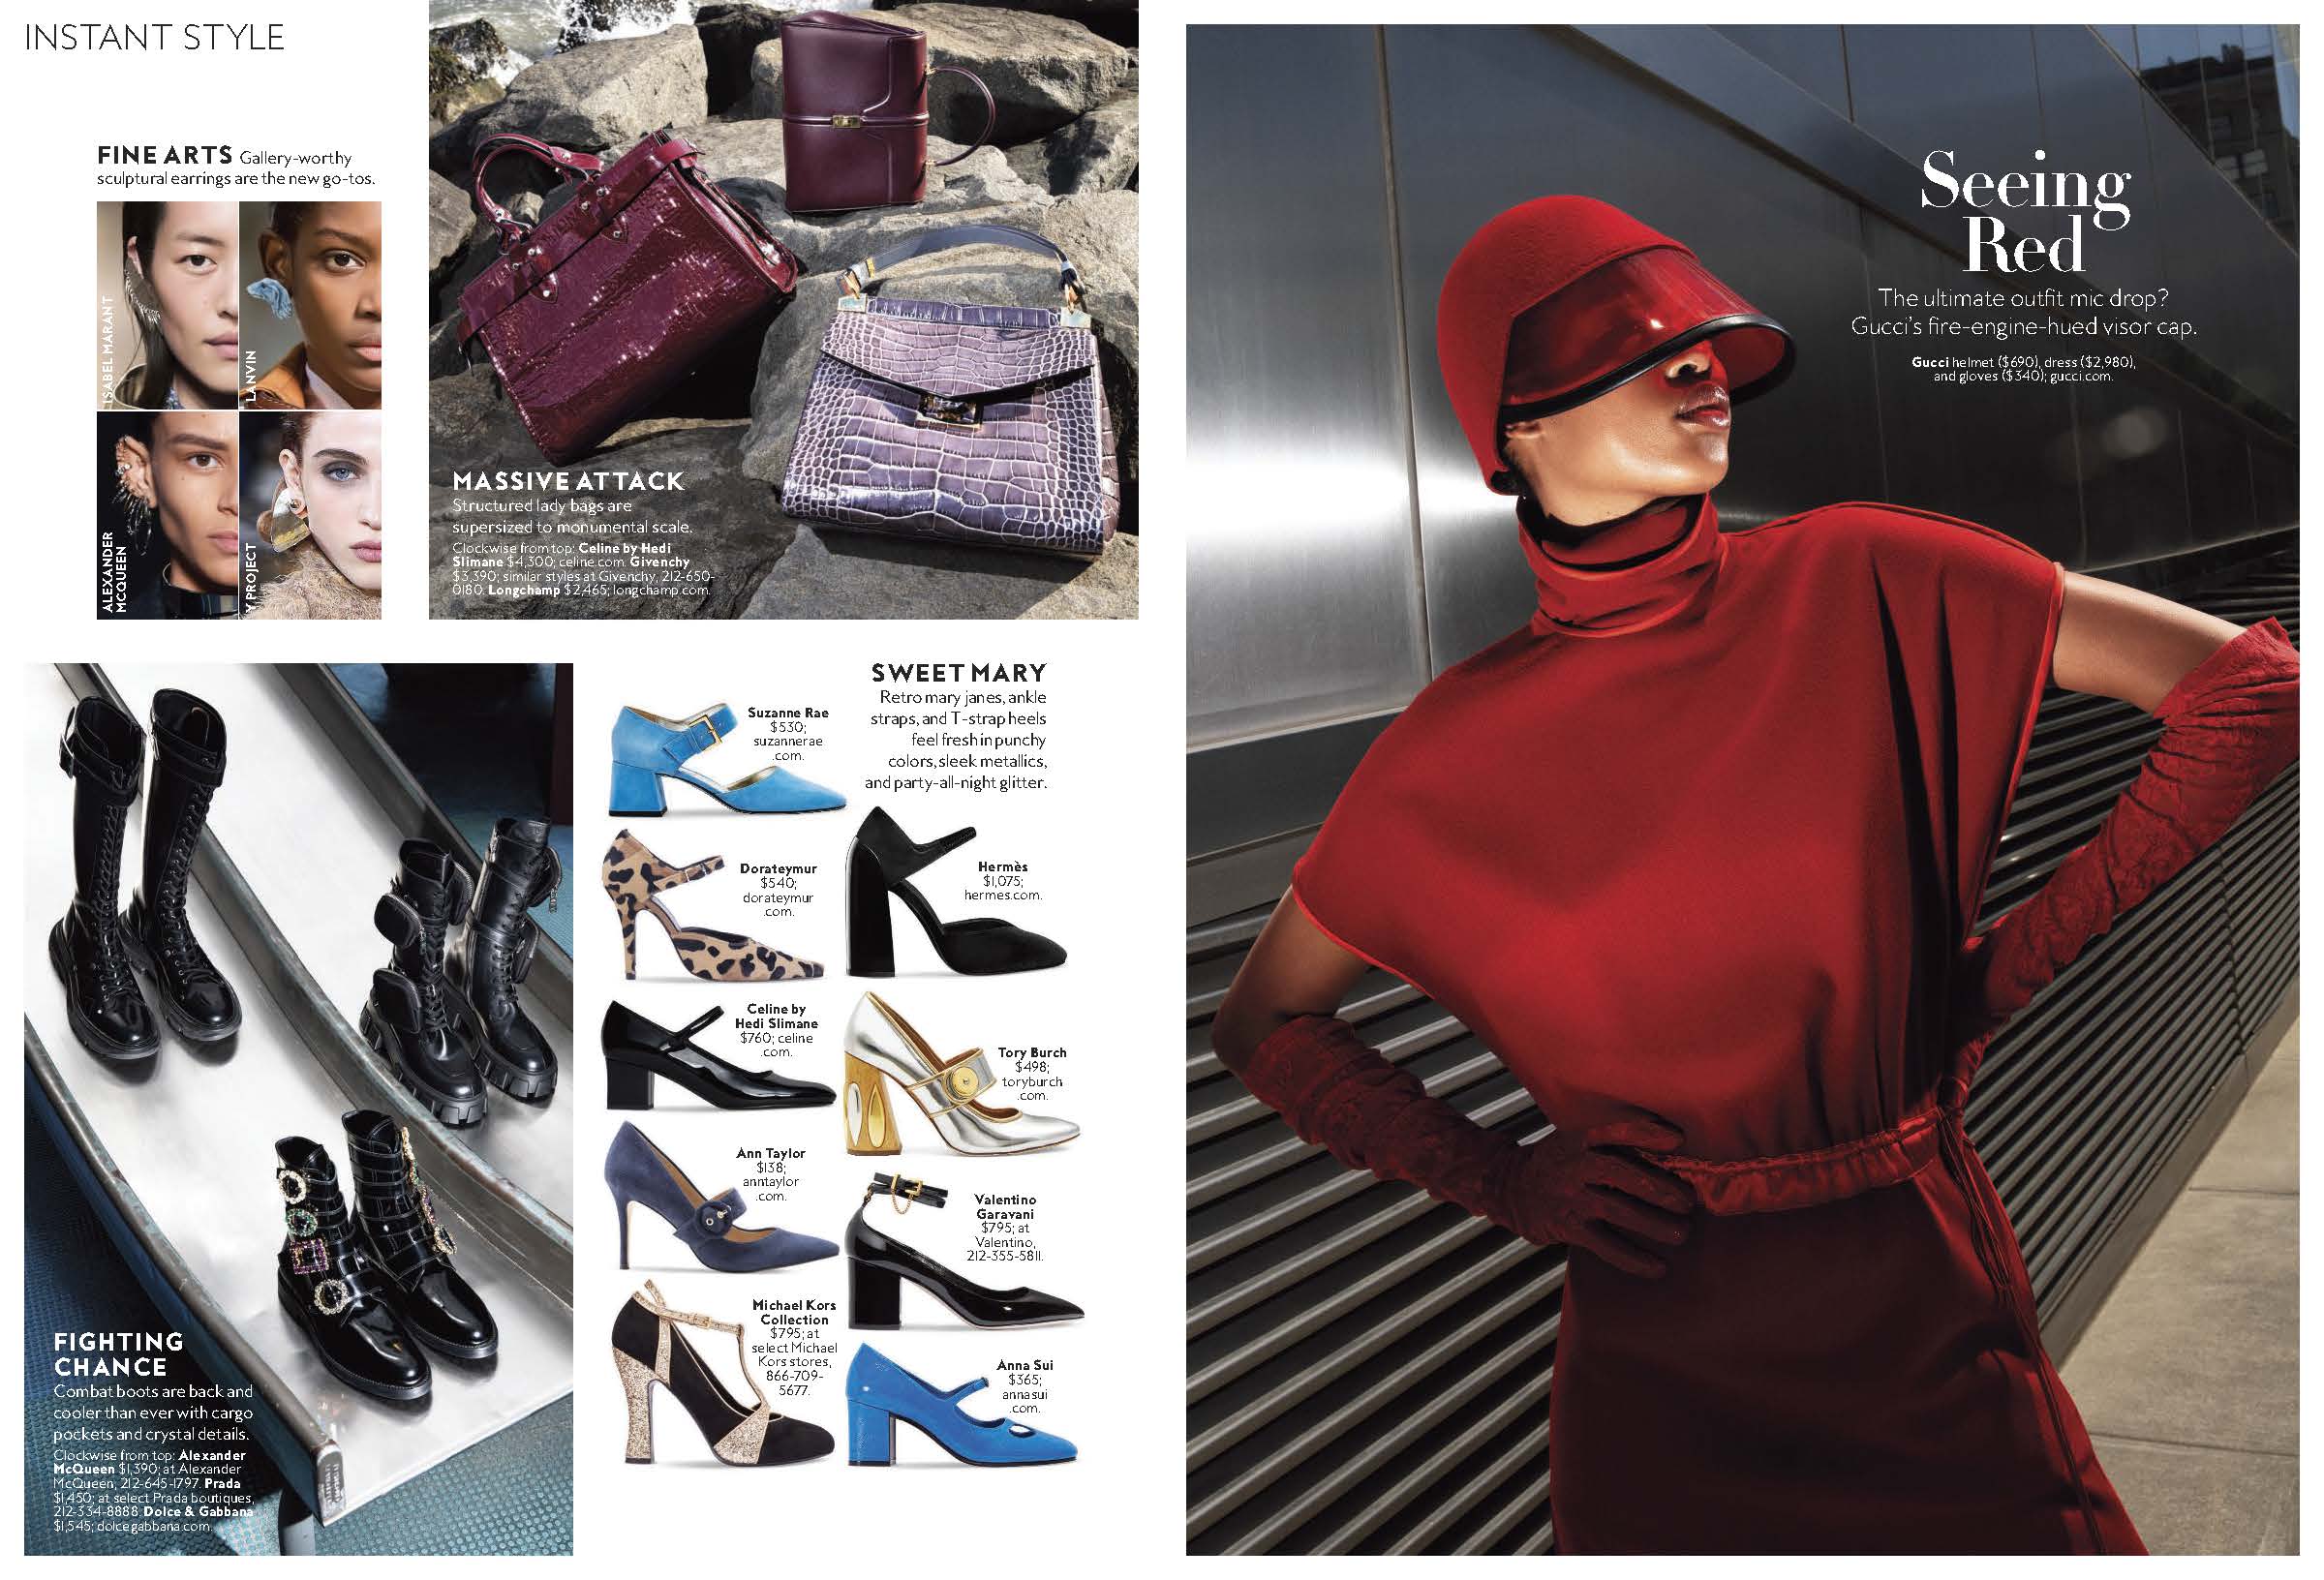 INSTANT STYLE
FINE ARTS Gallery-worthy
sculptural earrings are the new go-tos.
ISABEL MARANT
LANVIN
ALEXANDER
MCQUEEN
Y PROJECT
MASSIVE ATTACK
Structured lady bags are
supersized to monumental scale.
Clockwise from top: Celine by Hedi
Slimane $4,300; celine.com. Givenchy
$3,390; similar styles at Givenchy, 212-650-
0180. Longchamp $2,465; longchamp.com.
FIGHTING
CHANCE
Combat boots are back and
cooler than ever with cargo
pockets and crystal details.
Clockwise from top: Alexander
McQueen $1,390; at Alexander
McQueen, 212-645-1797. Prada
$1,450; at select Prada boutiques,
212-334-8888. Dolce & Gabbana
$1,545; dolcegabbana.com.
SWEET MARY
Retro mary janes, ankle
straps, and T-strap heels
feel fresh in punchy
colors, sleek metallics,
and party-all-night glitter.
Suzanne Rae
$530;
suzannerae
.com.
Dorateymur
$540;
dorateymur
.com.
Hermès
$1,075;
hermes.com.
Celine by
Hedi Slimane
$760; celine
.com.
Tory Burch
$498;
toryburch
.com.
Ann Taylor
$138;
anntaylor
.com.
Valentino
Garavani
$795; at
Valentino,
212-355-5811.
Michael Kors
Collection
$795; at
select Michael
Kors stores,
866-709-
5677.
Anna Sui
$365;
annasui
.com.
Seeing
Red
The ultimate outfit mic drop?
Gucci's fire-engine-hued visor cap.
Gucci helmet ($690), dress ($2,980),
and gloves ($340); gucci.com.